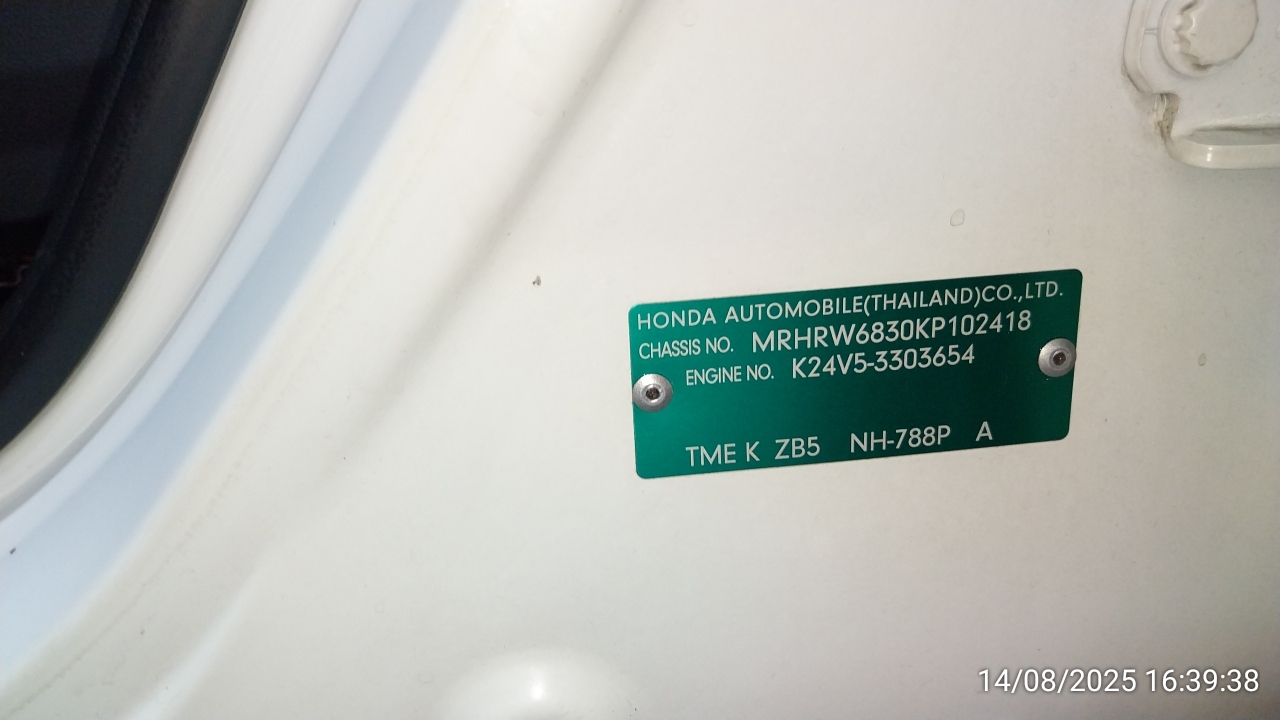 HONDA AUTOMOBILE(THAILAND)CO.,LTD.
CHASSIS NO. MRHRW6830KP102418
ENGINE NO. K24V5-3303654
TME K ZB5 NH-788P A
14/08/2025 16:39:38